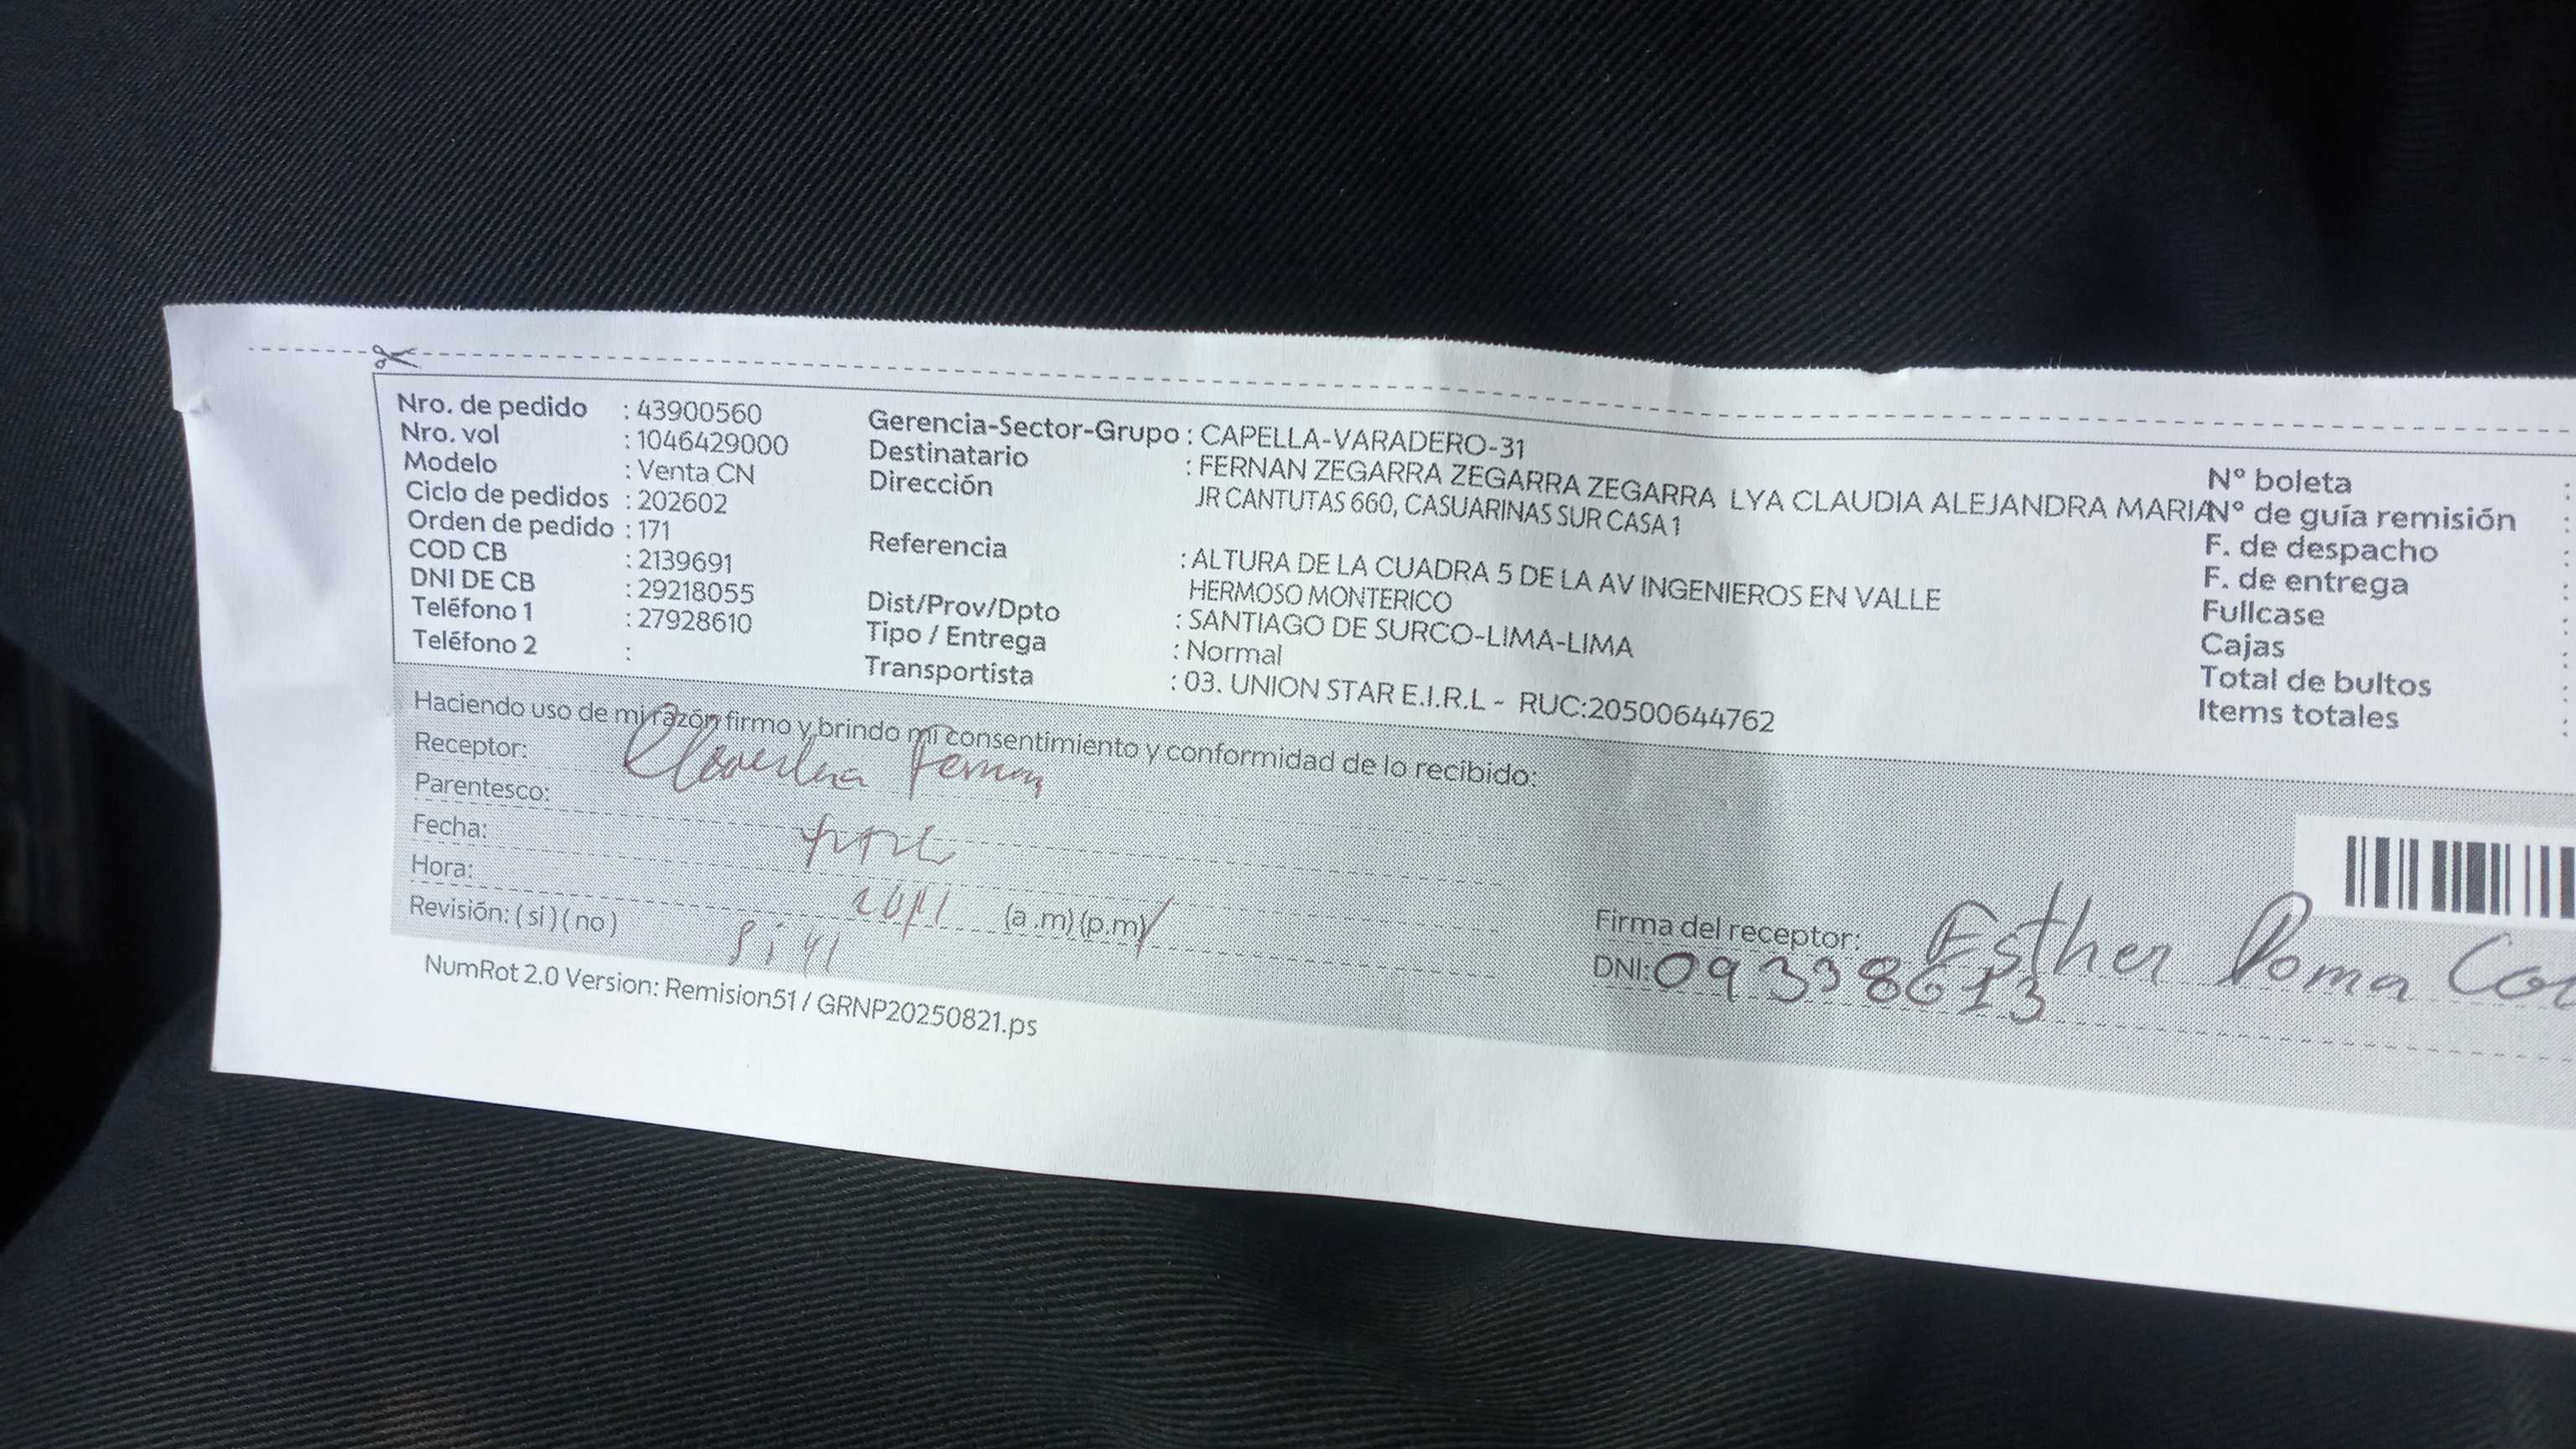 Nro. de pedido : 43900560
Nro. vol : 1046429000
Modelo : Venta CN
Ciclo de pedidos : 202602
Orden de pedido : 171
COD CB : 2139691
DNI DE CB : 29218055
Teléfono 1 : 27928610
Teléfono 2 :
Gerencia-Sector-Grupo : CAPELLA-VARADERO-31
Destinatario : FERNAN ZEGARRA ZEGARRA ZEGARRA LYA CLAUDIA ALEJANDRA MARIA
Dirección JR CANTUTAS 660, CASUARINAS SUR CASA 1
Referencia : ALTURA DE LA CUADRA 5 DE LA AV INGENIEROS EN VALLE
HERMOSO MONTERICO
Dist/Prov/Dpto : SANTIAGO DE SURCO-LIMA-LIMA
Tipo / Entrega : Normal
Transportista : 03. UNION STAR E.I.R.L - RUC:20500644762
N° boleta :
N° de guía remisión :
F. de despacho :
F. de entrega :
Fullcase :
Cajas :
Total de bultos :
Items totales :
Haciendo uso de mi razón firmo y brindo mi consentimiento y conformidad de lo recibido:
Receptor:
Parentesco:
Fecha:
Hora: (a .m) (p.m)
Revisión: ( si ) ( no )
Firma del receptor: Esther Poma
DNI: 09338613
NumRot 2.0 Version: Remision51 / GRNP20250821.ps